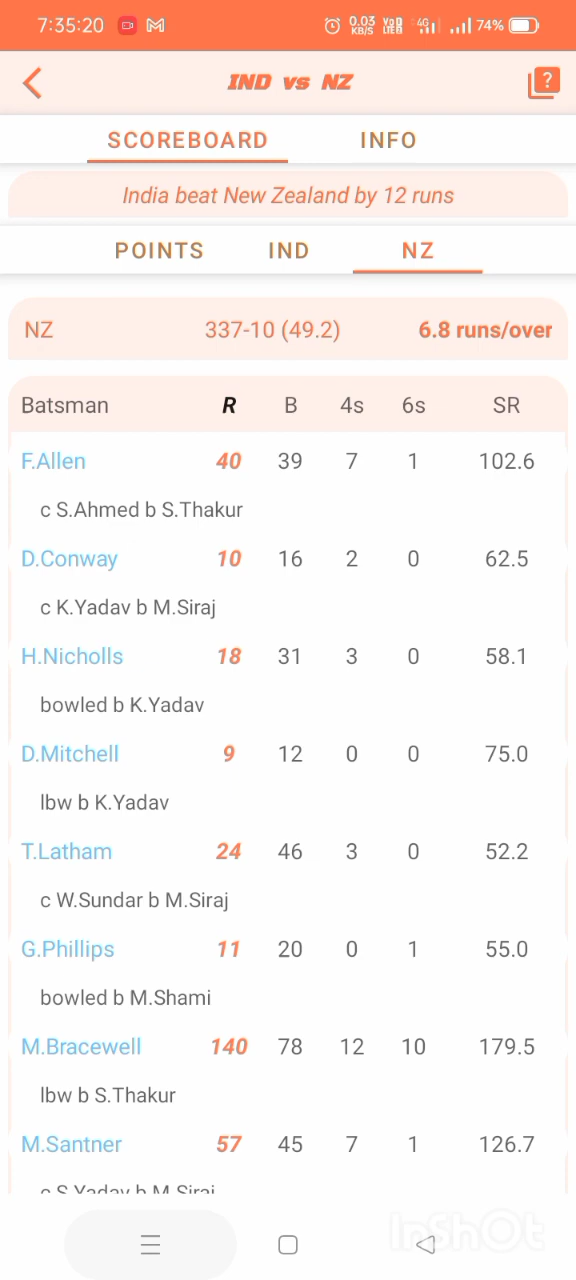 7:35:20 0.03 KB/S VoD LTED 4G 74%
IND vs NZ
SCOREBOARD INFO
India beat New Zealand by 12 runs
POINTS IND NZ
NZ 337-10 (49.2) 6.8 runs/over
Batsman R B 4s 6s SR
F.Allen 40 39 7 1 102.6
c S.Ahmed b S.Thakur
D.Conway 10 16 2 0 62.5
c K.Yadav b M.Siraj
H.Nicholls 18 31 3 0 58.1
bowled b K.Yadav
D.Mitchell 9 12 0 0 75.0
lbw b K.Yadav
T.Latham 24 46 3 0 52.2
c W.Sundar b M.Siraj
G.Phillips 11 20 0 1 55.0
bowled b M.Shami
M.Bracewell 140 78 12 10 179.5
lbw b S.Thakur
M.Santner 57 45 7 1 126.7
c S.Yadav b M.Siraj
InShOt